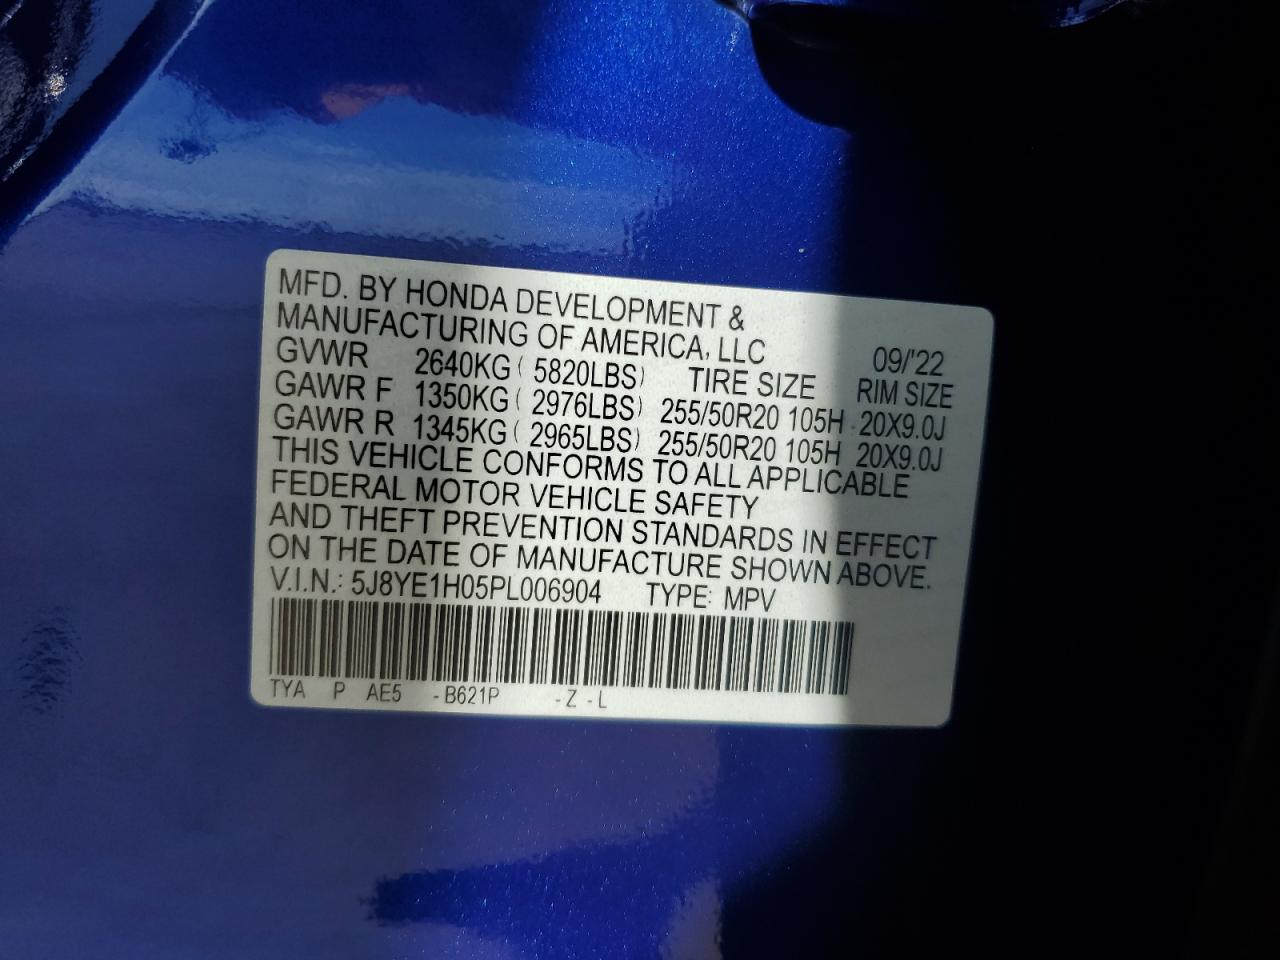 MFD. BY HONDA DEVELOPMENT &
MANUFACTURING OF AMERICA, LLC 09/'22
GVWR 2640KG ( 5820LBS) TIRE SIZE RIM SIZE
GAWR F 1350KG ( 2976LBS) 255/50R20 105H 20X9.0J
GAWR R 1345KG ( 2965LBS) 255/50R20 105H 20X9.0J
THIS VEHICLE CONFORMS TO ALL APPLICABLE
FEDERAL MOTOR VEHICLE SAFETY
AND THEFT PREVENTION STANDARDS IN EFFECT
ON THE DATE OF MANUFACTURE SHOWN ABOVE.
V.I.N.: 5J8YE1H05PL006904 TYPE: MPV
TYA P AE5 -B621P -Z -L